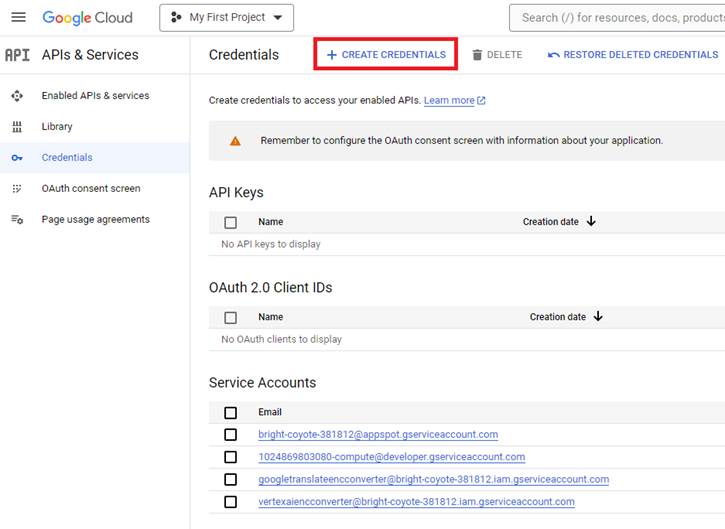 Google Cloud My First Project Search (/) for resources, docs, products
API APIs & Services Credentials + CREATE CREDENTIALS DELETE RESTORE DELETED CREDENTIALS
Enabled APIs & services
Library
Credentials
OAuth consent screen
Page usage agreements
Create credentials to access your enabled APIs. Learn more
Remember to configure the OAuth consent screen with information about your application.
API Keys
Name Creation date
No API keys to display
OAuth 2.0 Client IDs
Name Creation date
No OAuth clients to display
Service Accounts
Email
bright-coyote-381812@appspot.gserviceaccount.com
1024869803080-compute@developer.gserviceaccount.com
googletranslateencconverter@bright-coyote-381812.iam.gserviceaccount.com
vertexaiencconverter@bright-coyote-381812.iam.gserviceaccount.com